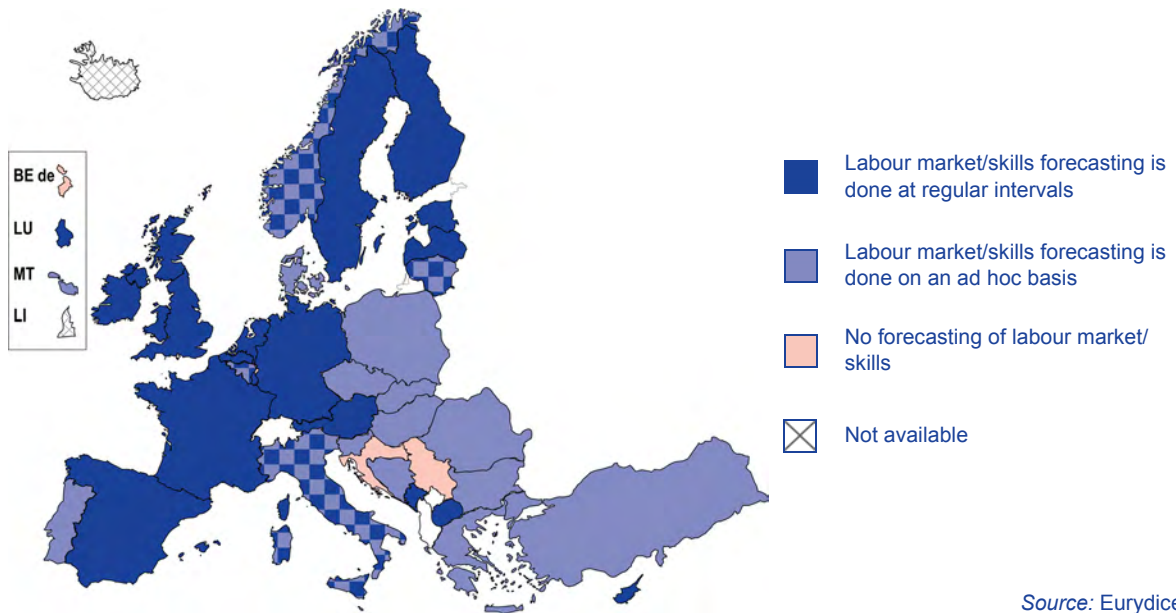 BE de
LU
MT
LI
Labour market/skills forecasting is
done at regular intervals
Labour market/skills forecasting is
done on an ad hoc basis
No forecasting of labour market/
skills
Not available
Source: Eurydice